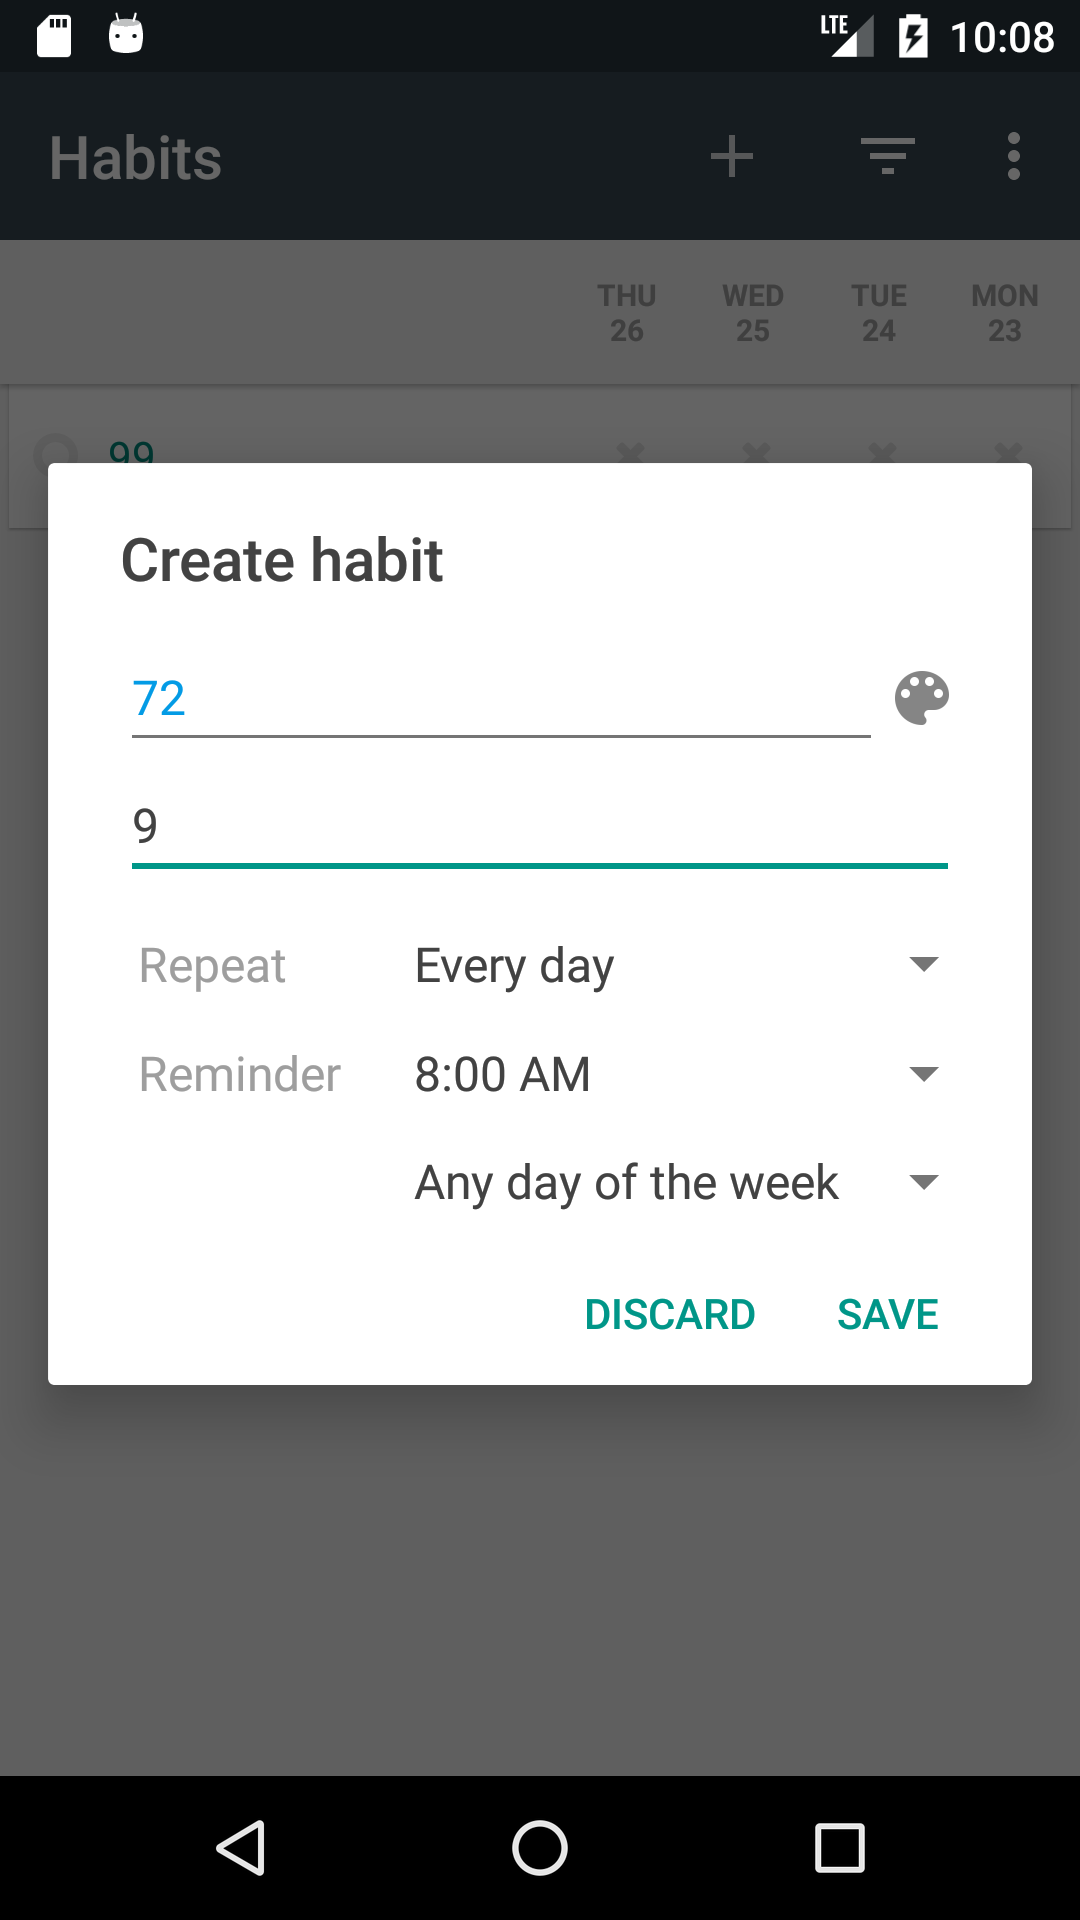 LTE 10:08
Habits
THU WED TUE MON
26 25 24 23
99
Create habit
72
9
Repeat Every day
Reminder 8:00 AM
Any day of the week
DISCARD SAVE